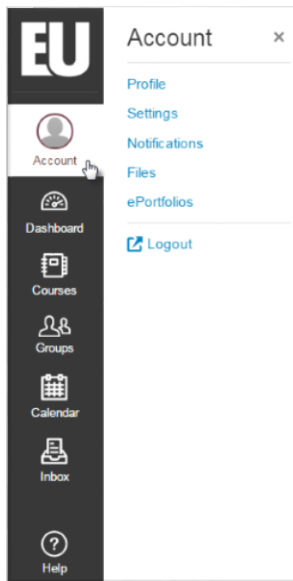 EU
Account
Dashboard
Courses
Groups
Calendar
Inbox
Help
Account ×
Profile
Settings
Notifications
Files
ePortfolios
Logout